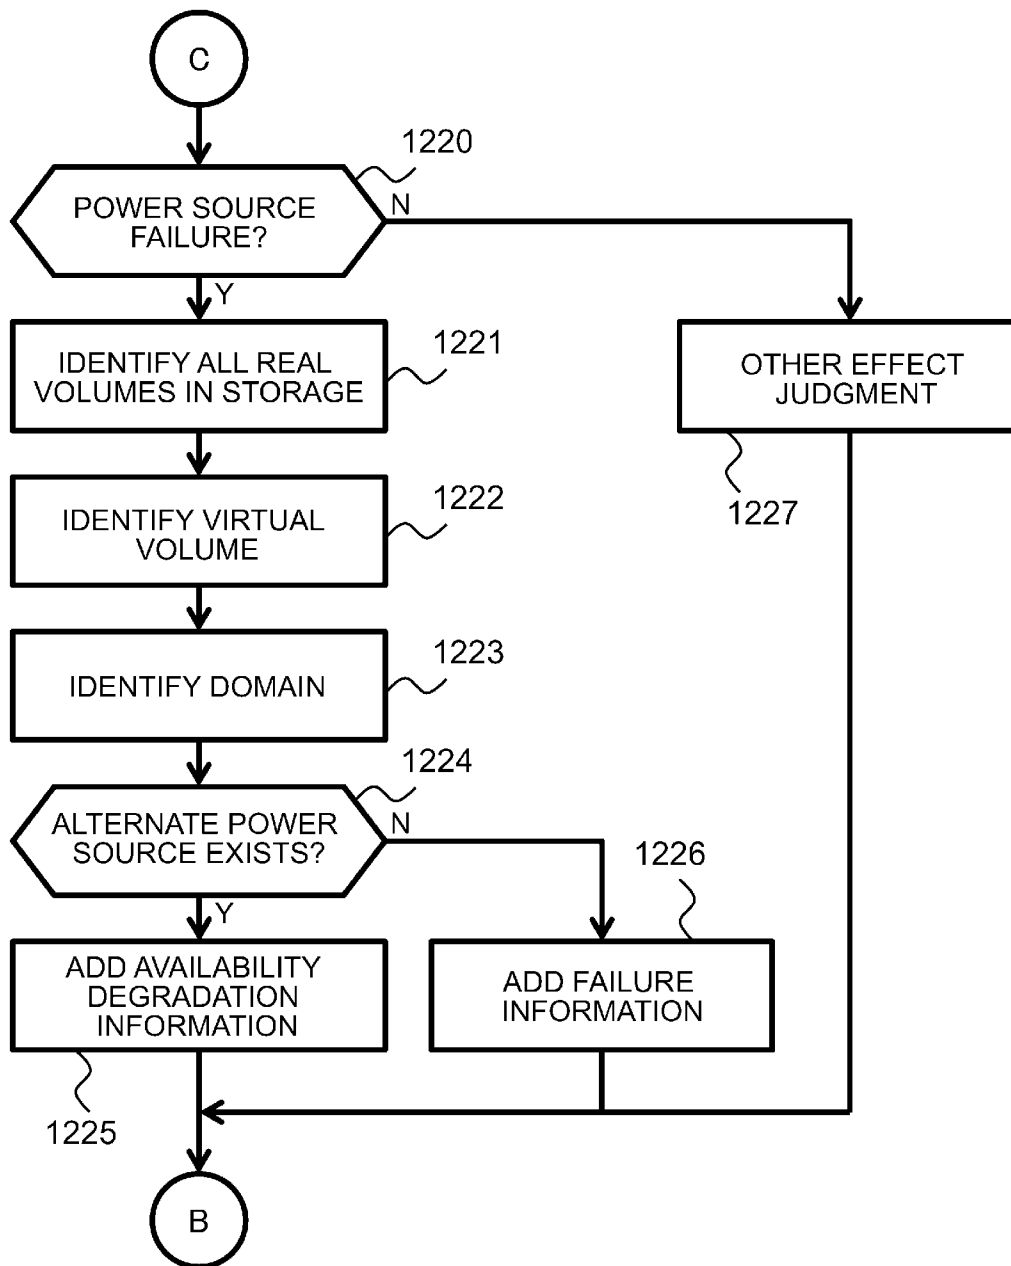 C
1220
POWER SOURCE
FAILURE?
N
Y
IDENTIFY ALL REAL
VOLUMES IN STORAGE
1221
OTHER EFFECT
JUDGMENT
1227
IDENTIFY VIRTUAL
VOLUME
1222
IDENTIFY DOMAIN
1223
1224
ALTERNATE POWER
SOURCE EXISTS?
N
Y
1226
ADD AVAILABILITY
DEGRADATION
INFORMATION
ADD FAILURE
INFORMATION
1225
B